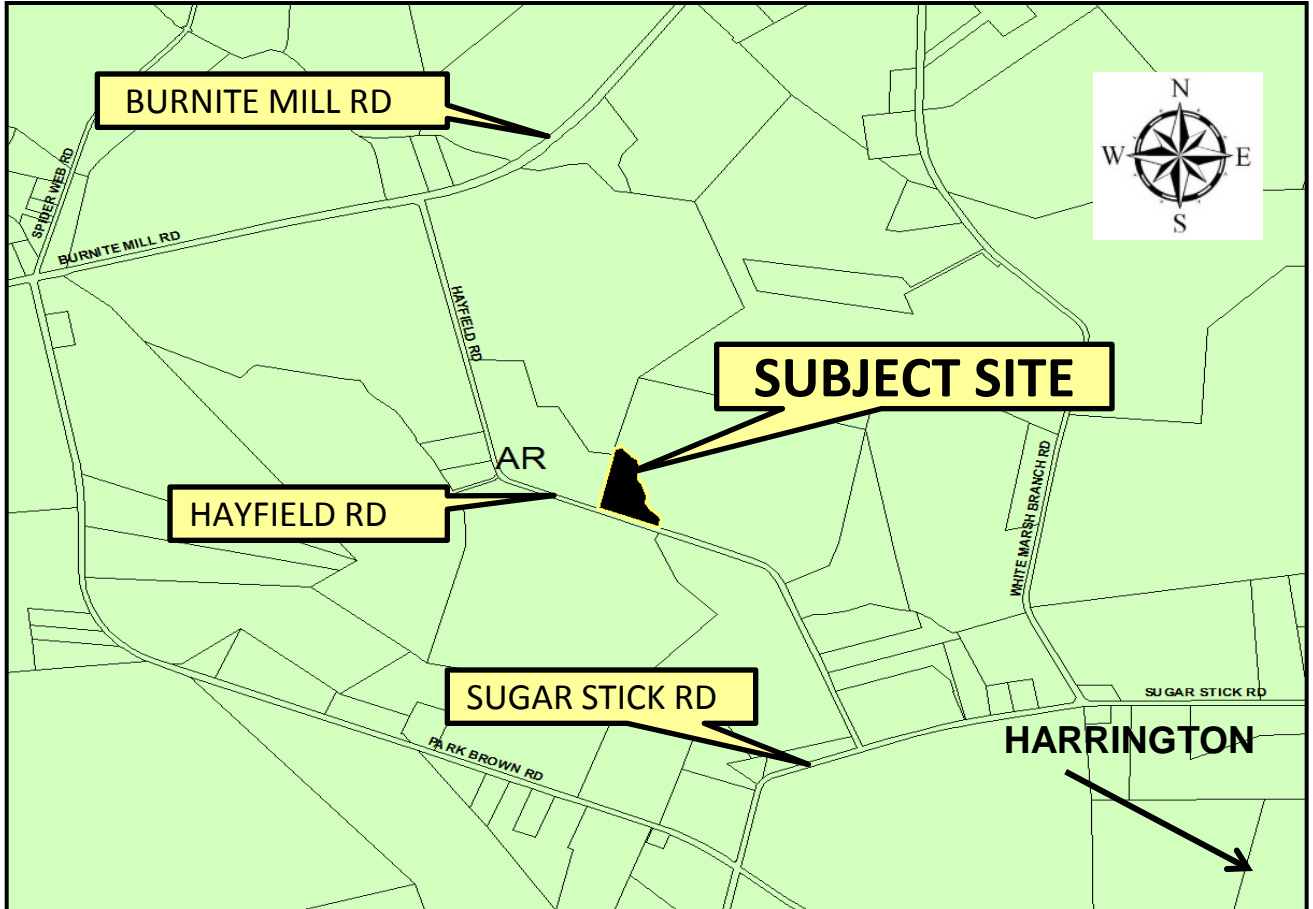 BURNITE MILL RD
N
W
E
S
SPIDER WEB RD
BURNITE MILL RD
HAYFIELD RD
SUBJECT SITE
AR
HAYFIELD RD
WHITE MARSH BRANCH RD
SUGAR STICK RD
SUGAR STICK RD
HARRINGTON
PARK BROWN RD